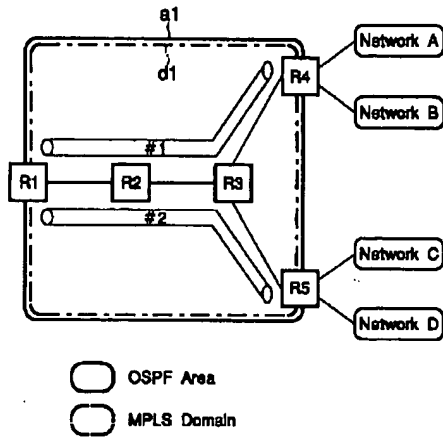 a1
d1
R4
Network A
Network B
#1
R1
R2
R3
#2
R5
Network C
Network D
OSPF Area
MPLS Domain